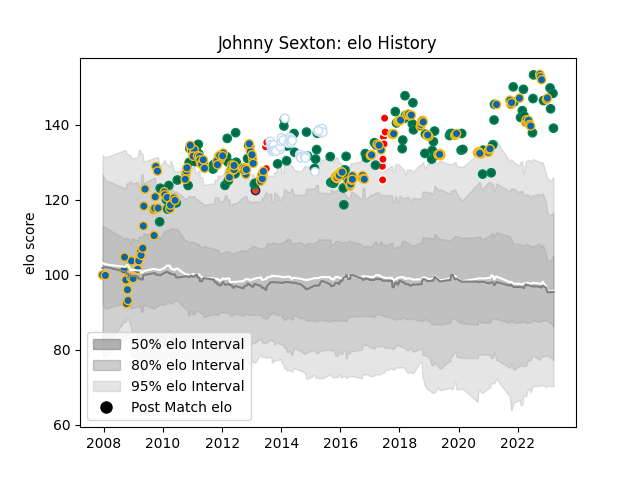 Johnny Sexton: elo History
elo score
140
120
100
80
60
50% elo Interval
80% elo Interval
95% elo Interval
Post Match elo
2008 2010 2012 2014 2016 2018 2020 2022